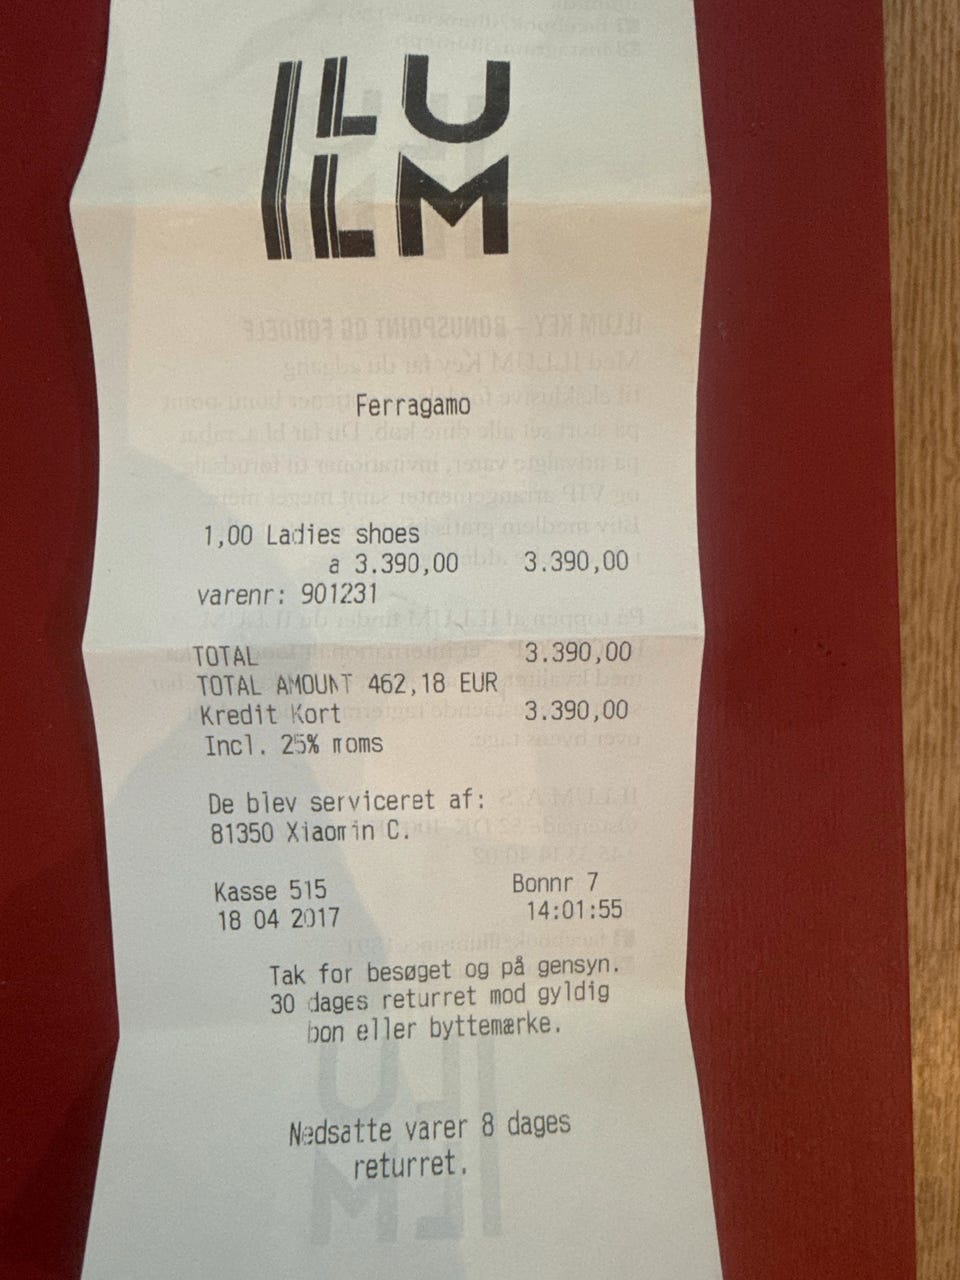 ILLUM
Ferragamo
1,00 Ladies shoes
a 3.390,00 3.390,00
varenr: 901231
TOTAL 3.390,00
TOTAL AMOUNT 462,18 EUR
Kredit Kort 3.390,00
Incl. 25% moms
De blev serviceret af:
81350 Xiaomin C.
Kasse 515 Bonnr 7
18 04 2017 14:01:55
Tak for besøget og på gensyn.
30 dages returret mod gyldig
bon eller byttemærke.
Nedsatte varer 8 dages
returret.